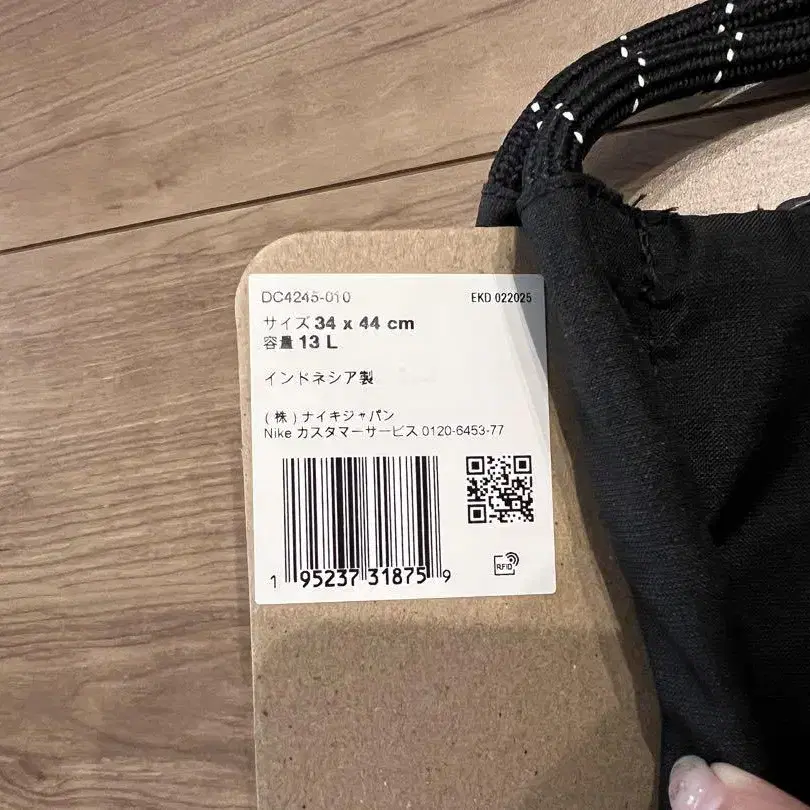 DC4245-010 EKD 022025
サイズ 34 x 44 cm
容量 13 L
インドネシア製
(株)ナイキジャパン
Nike カスタマーサービス 0120-6453-77
1 95237 31875 9
RFID